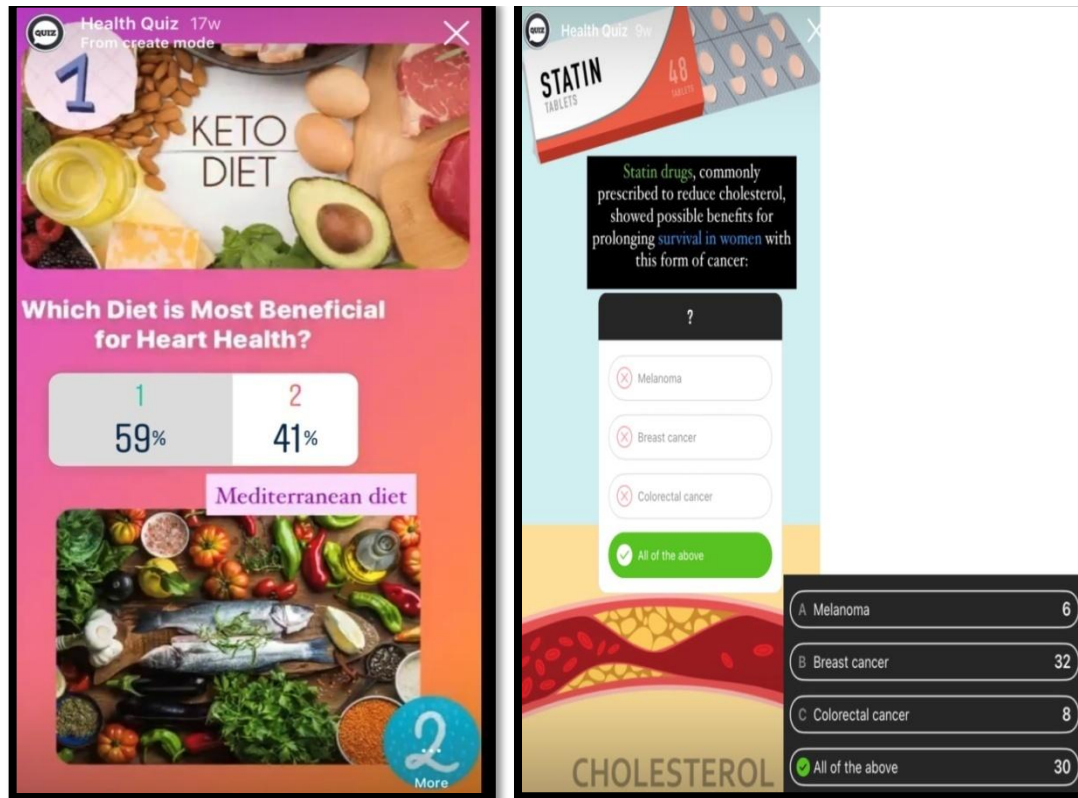 QUIZ
Health Quiz 17w
From create mode
1
KETO
DIET
Which Diet is Most Beneficial
for Heart Health?
1
59%
2
41%
Mediterranean diet
2
...
More
QUIZ
Health Quiz 9w
STATIN
TABLETS
48
TABLETS
Statin drugs, commonly
prescribed to reduce cholesterol,
showed possible benefits for
prolonging survival in women with
this form of cancer:
?
Melanoma
Breast cancer
Colorectal cancer
All of the above
CHOLESTEROL
A Melanoma 6
B Breast cancer 32
C Colorectal cancer 8
All of the above 30